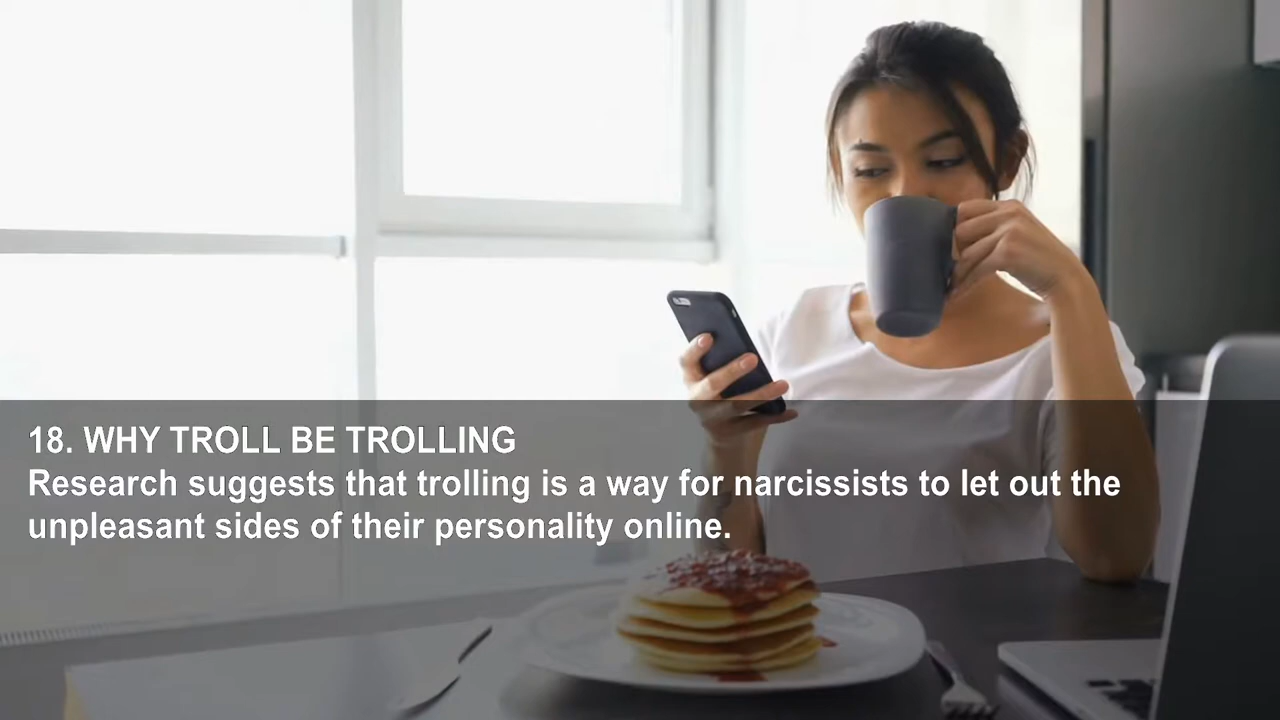 18. WHY TROLL BE TROLLING
Research suggests that trolling is a way for narcissists to let out the
unpleasant sides of their personality online.